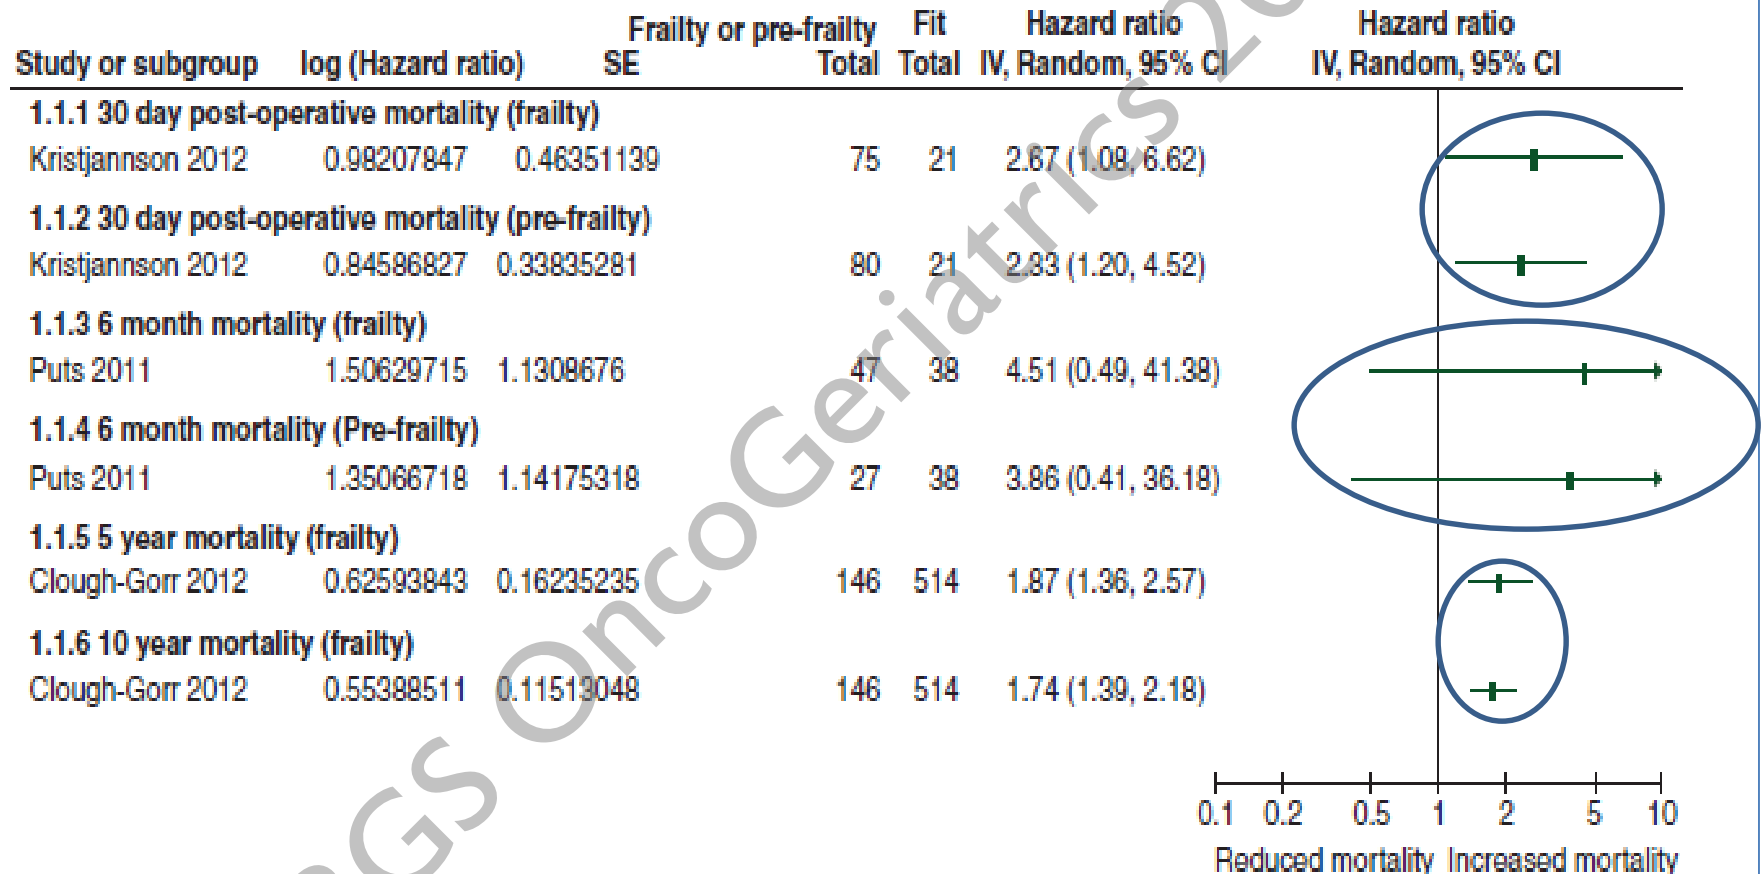 Frailty or pre-frailty Fit Hazard ratio Hazard ratio
Study or subgroup log (Hazard ratio) SE Total Total IV, Random, 95% CI IV, Random, 95% CI
1.1.1 30 day post-operative mortality (frailty)
Kristjannson 2012 0.98207847 0.46351139 75 21 2.67 (1.08, 6.62)
1.1.2 30 day post-operative mortality (pre-frailty)
Kristjannson 2012 0.84586827 0.33835281 80 21 2.33 (1.20, 4.52)
1.1.3 6 month mortality (frailty)
Puts 2011 1.50629715 1.1308676 47 38 4.51 (0.49, 41.38)
1.1.4 6 month mortality (Pre-frailty)
Puts 2011 1.35066718 1.14175318 27 38 3.86 (0.41, 36.18)
1.1.5 5 year mortality (frailty)
Clough-Gorr 2012 0.62593843 0.16235235 146 514 1.87 (1.36, 2.57)
1.1.6 10 year mortality (frailty)
Clough-Gorr 2012 0.55388511 0.11513048 146 514 1.74 (1.39, 2.18)
0.1 0.2 0.5 1 2 5 10
Reduced mortality Increased mortality
GS OncoGeriatrics